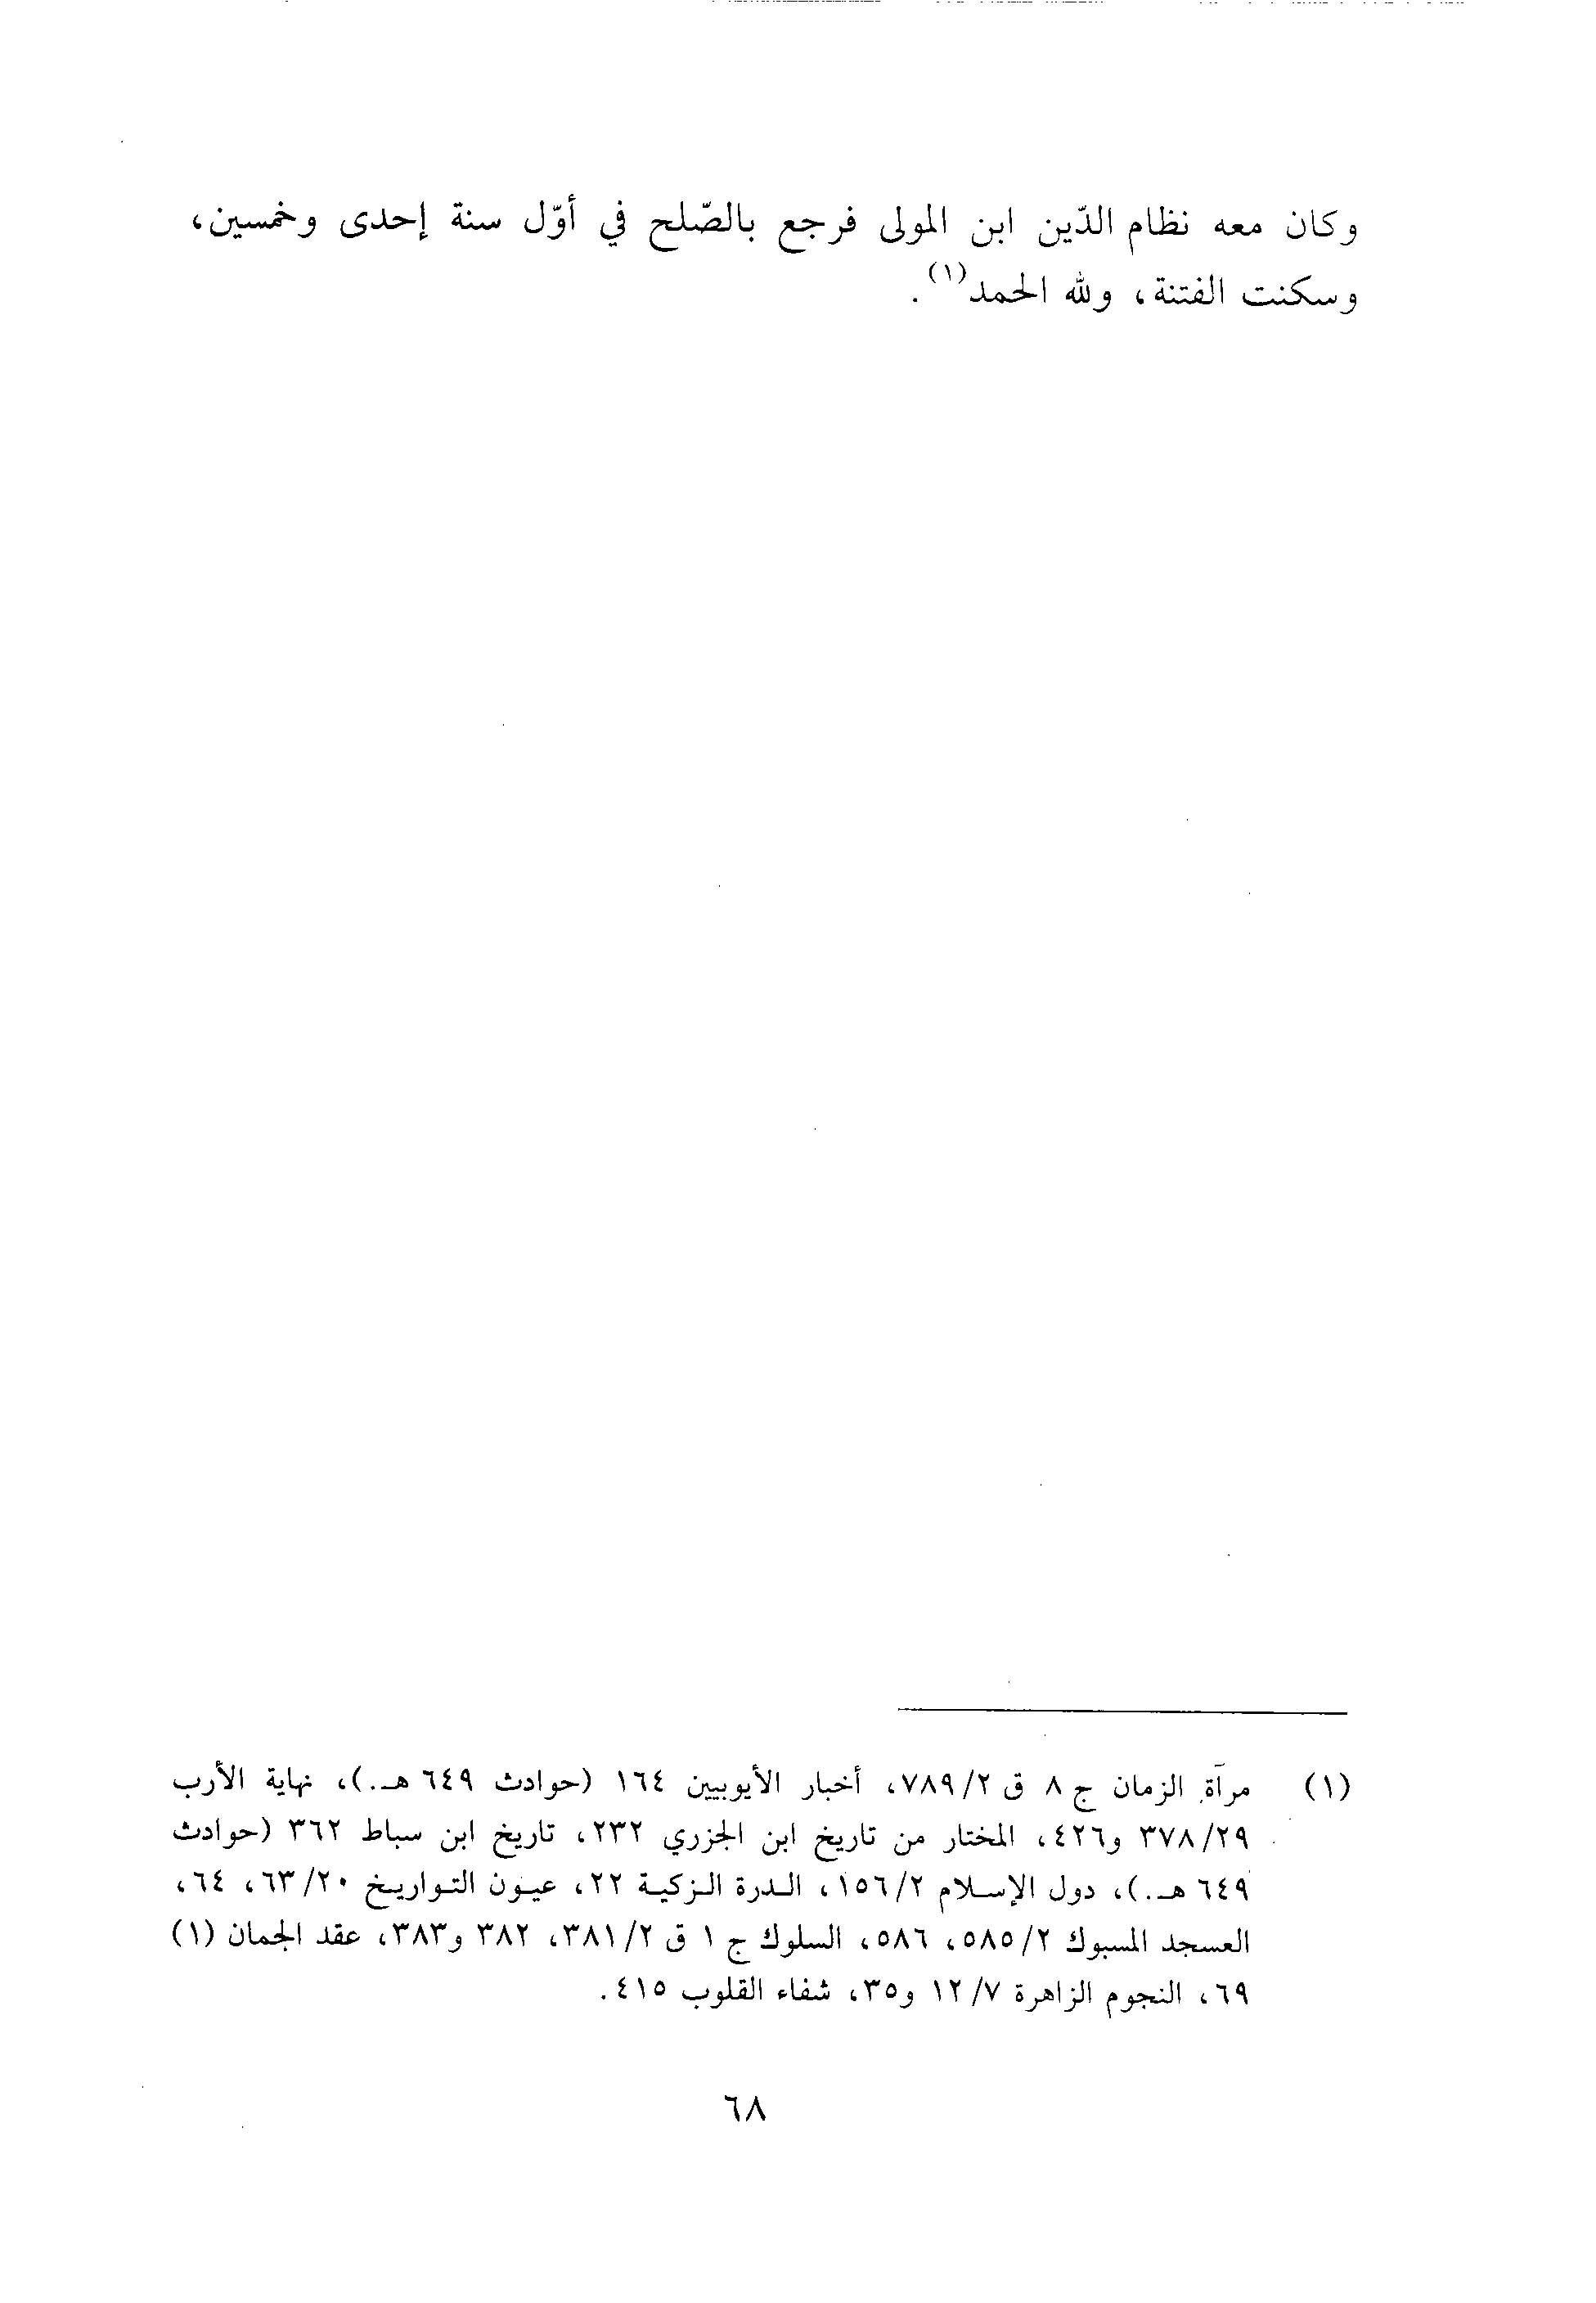 وكان معه نظام الدّين ابن المولى فرجع بالصّلح في أوّل سنة إحدى وخمسين،
وسكنت الفتنة، ولله الحمد(١).
(١) مرآة الزمان ج ٨ ق ٢/٧٨٩، أخبار الأيوبيين ١٦٤ (حوادث ٦٤٩ هـ.)، نهاية الأرب
٢٩/٣٧٨ و٤٢٦، المختار من تاريخ ابن الجزري ٢٣٢، تاريخ ابن سباط ٣٦٢ (حوادث
٦٤٩ هـ.)، دول الإسلام ٢/١٥٦، الدرة الزكية ٢٢، عيون التواريخ ٢٠/٦٣، ٦٤،
العسجد المسبوك ٢/٥٨٥، ٥٨٦، السلوك ج ١ ق ٢/٣٨١، ٣٨٢ و٣٨٣، عقد الجمان (١)
٦٩، النجوم الزاهرة ٧/١٢ و٣٥، شفاء القلوب ٤١٥.
٦٨